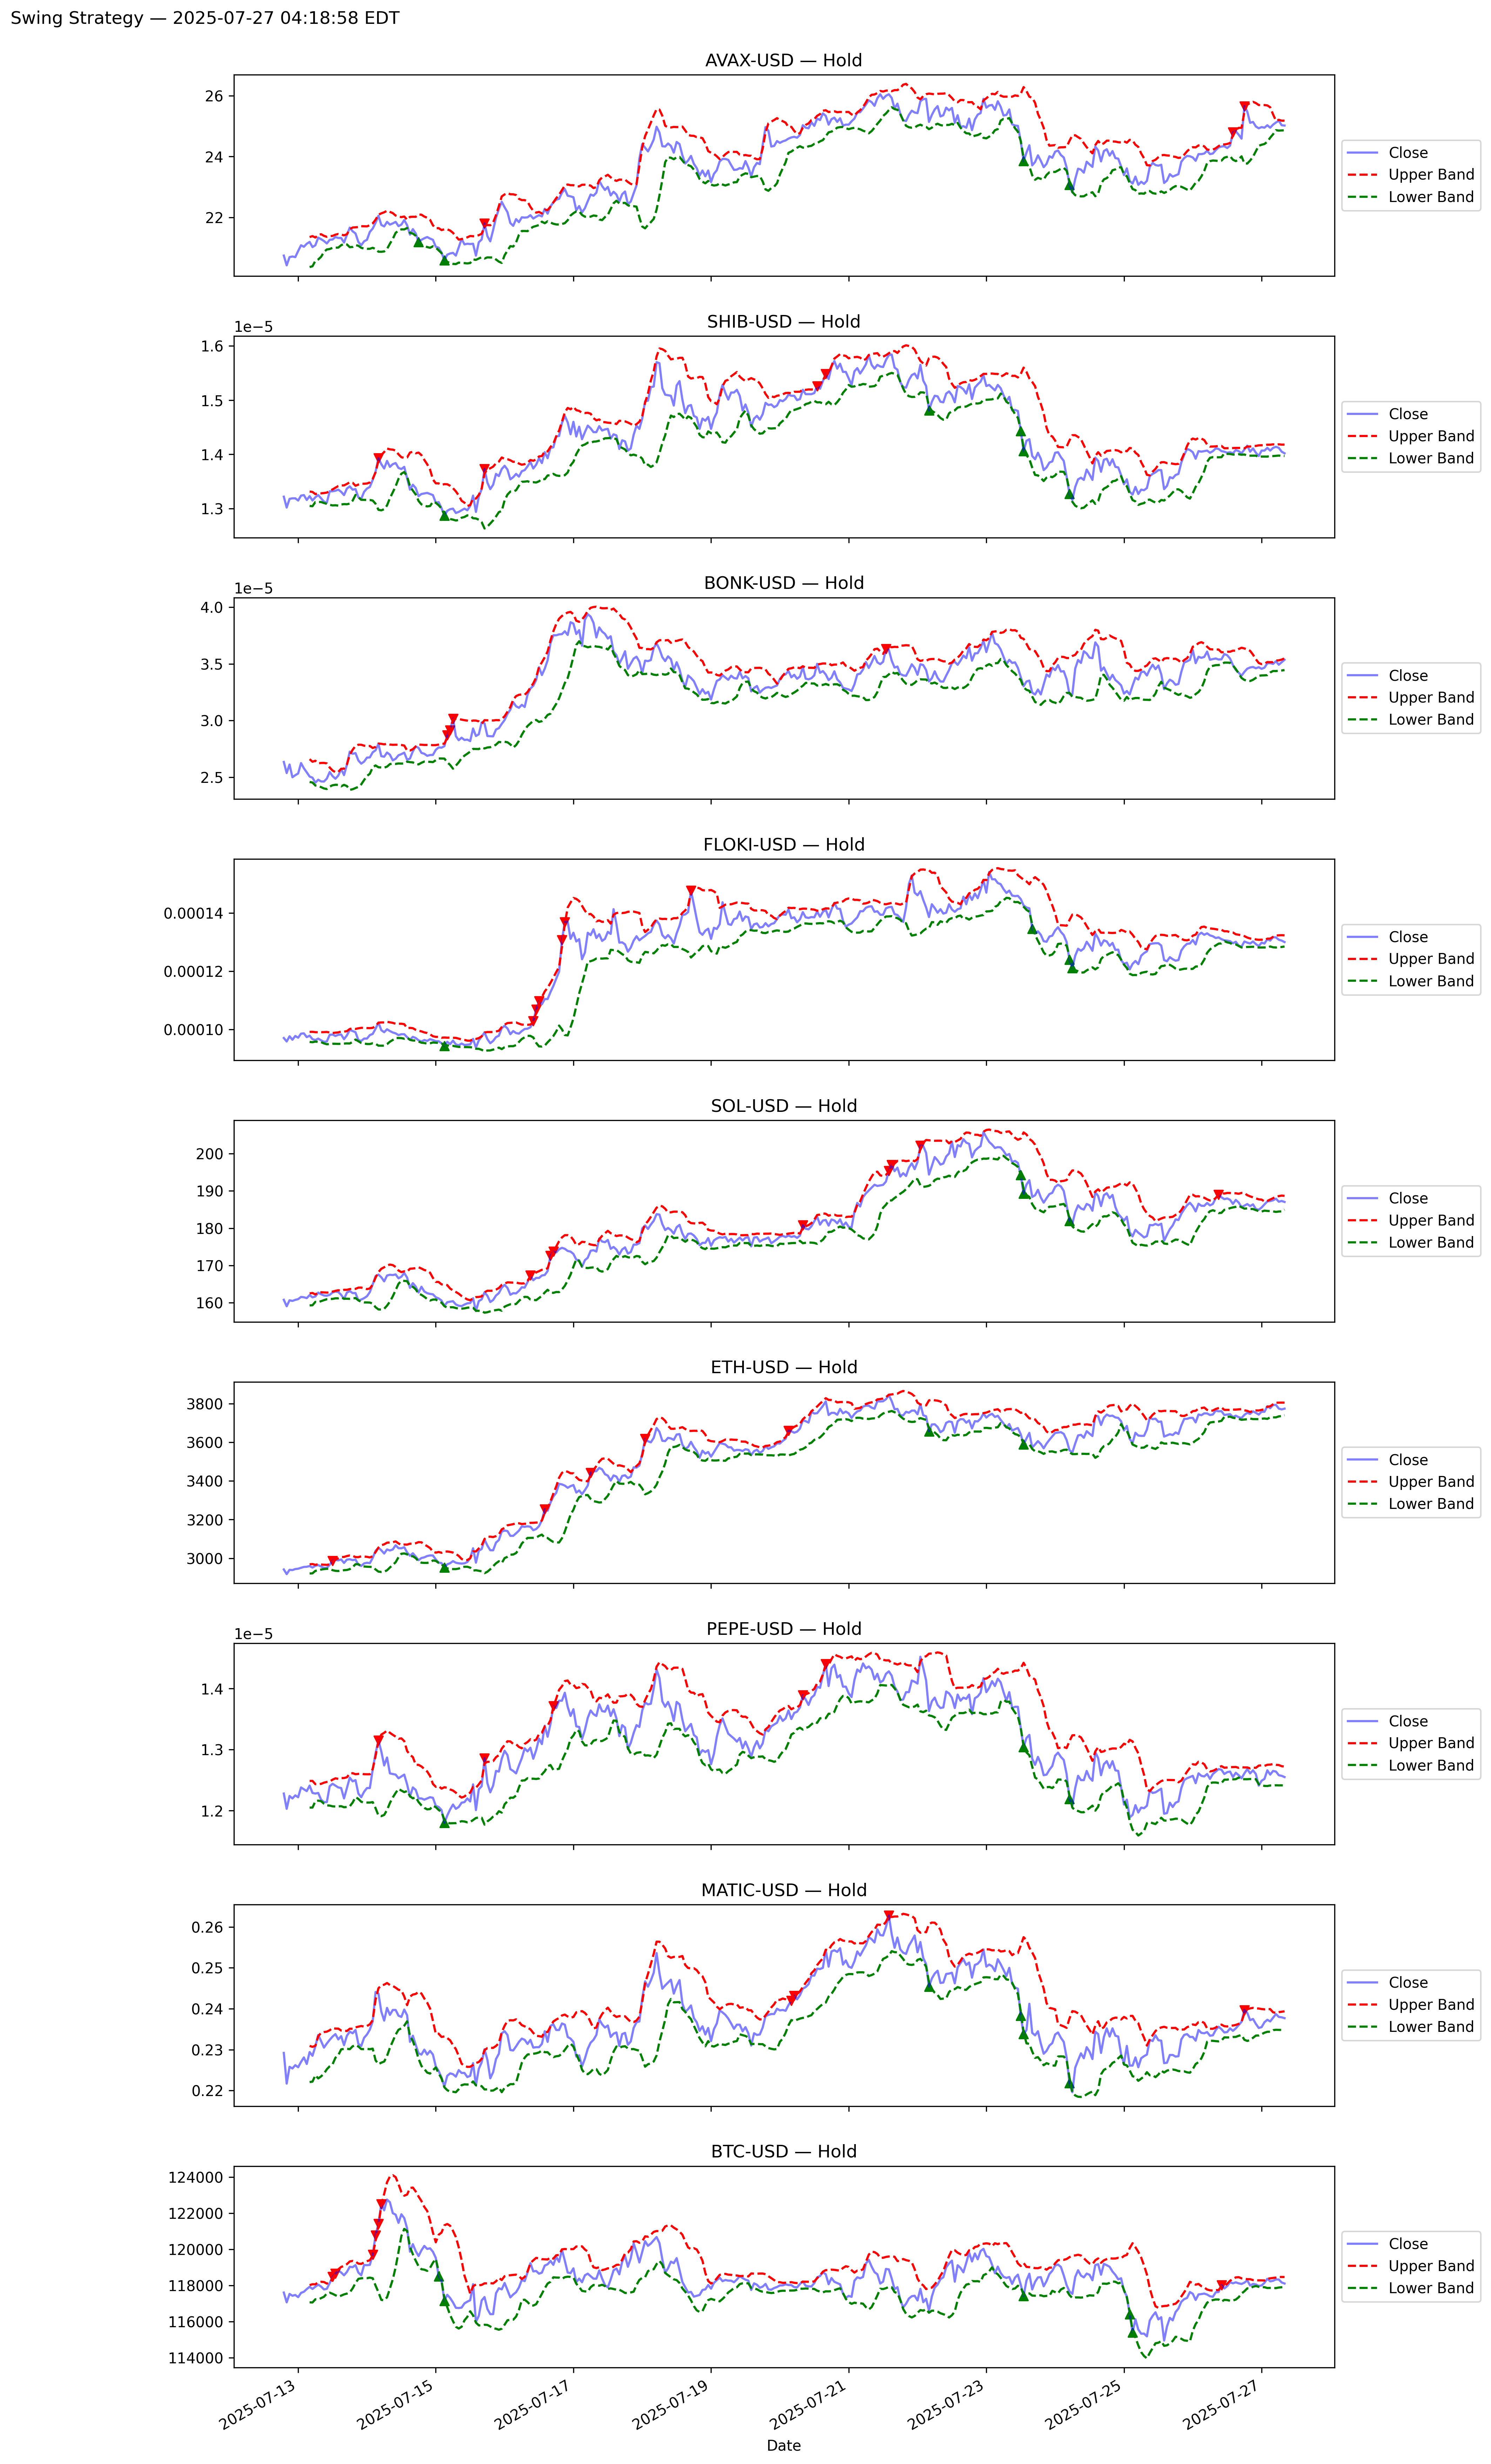 Swing Strategy — 2025-07-27 04:18:58 EDT
AVAX-USD — Hold
26
24
22
Close
Upper Band
Lower Band
SHIB-USD — Hold
1e−5
1.6
1.5
1.4
1.3
Close
Upper Band
Lower Band
BONK-USD — Hold
1e−5
4.0
3.5
3.0
2.5
Close
Upper Band
Lower Band
FLOKI-USD — Hold
0.00014
0.00012
0.00010
Close
Upper Band
Lower Band
SOL-USD — Hold
200
190
180
170
160
Close
Upper Band
Lower Band
ETH-USD — Hold
3800
3600
3400
3200
3000
Close
Upper Band
Lower Band
PEPE-USD — Hold
1e−5
1.4
1.3
1.2
Close
Upper Band
Lower Band
MATIC-USD — Hold
0.26
0.25
0.24
0.23
0.22
Close
Upper Band
Lower Band
BTC-USD — Hold
124000
122000
120000
118000
116000
114000
Close
Upper Band
Lower Band
2025-07-13
2025-07-15
2025-07-17
2025-07-19
2025-07-21
2025-07-23
2025-07-25
2025-07-27
Date